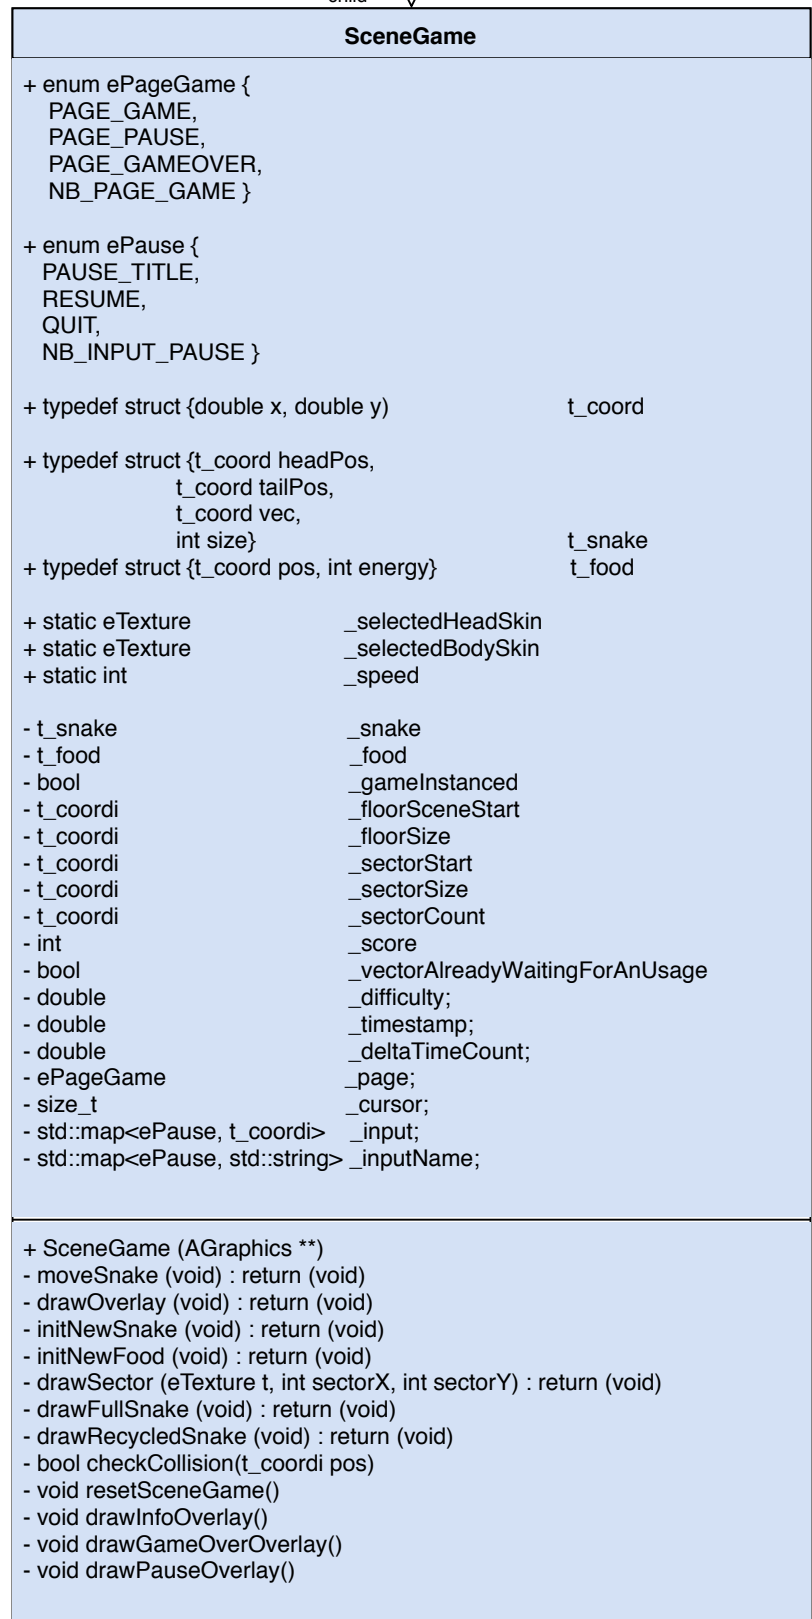 child
SceneGame
+ enum ePageGame {
PAGE_GAME,
PAGE_PAUSE,
PAGE_GAMEOVER,
NB_PAGE_GAME }
+ enum ePause {
PAUSE_TITLE,
RESUME,
QUIT,
NB_INPUT_PAUSE }
+ typedef struct {double x, double y) t_coord
+ typedef struct {t_coord headPos,
t_coord tailPos,
t_coord vec,
int size} t_snake
+ typedef struct {t_coord pos, int energy} t_food
+ static eTexture _selectedHeadSkin
+ static eTexture _selectedBodySkin
+ static int _speed
- t_snake _snake
- t_food _food
- bool _gameInstanced
- t_coordi _floorSceneStart
- t_coordi _floorSize
- t_coordi _sectorStart
- t_coordi _sectorSize
- t_coordi _sectorCount
- int _score
- bool _vectorAlreadyWaitingForAnUsage
- double _difficulty;
- double _timestamp;
- double _deltaTimeCount;
- ePageGame _page;
- size_t _cursor;
- std::map<ePause, t_coordi> _input;
- std::map<ePause, std::string> _inputName;
+ SceneGame (AGraphics **)
- moveSnake (void) : return (void)
- drawOverlay (void) : return (void)
- initNewSnake (void) : return (void)
- initNewFood (void) : return (void)
- drawSector (eTexture t, int sectorX, int sectorY) : return (void)
- drawFullSnake (void) : return (void)
- drawRecycledSnake (void) : return (void)
- bool checkCollision(t_coordi pos)
- void resetSceneGame()
- void drawInfoOverlay()
- void drawGameOverOverlay()
- void drawPauseOverlay()